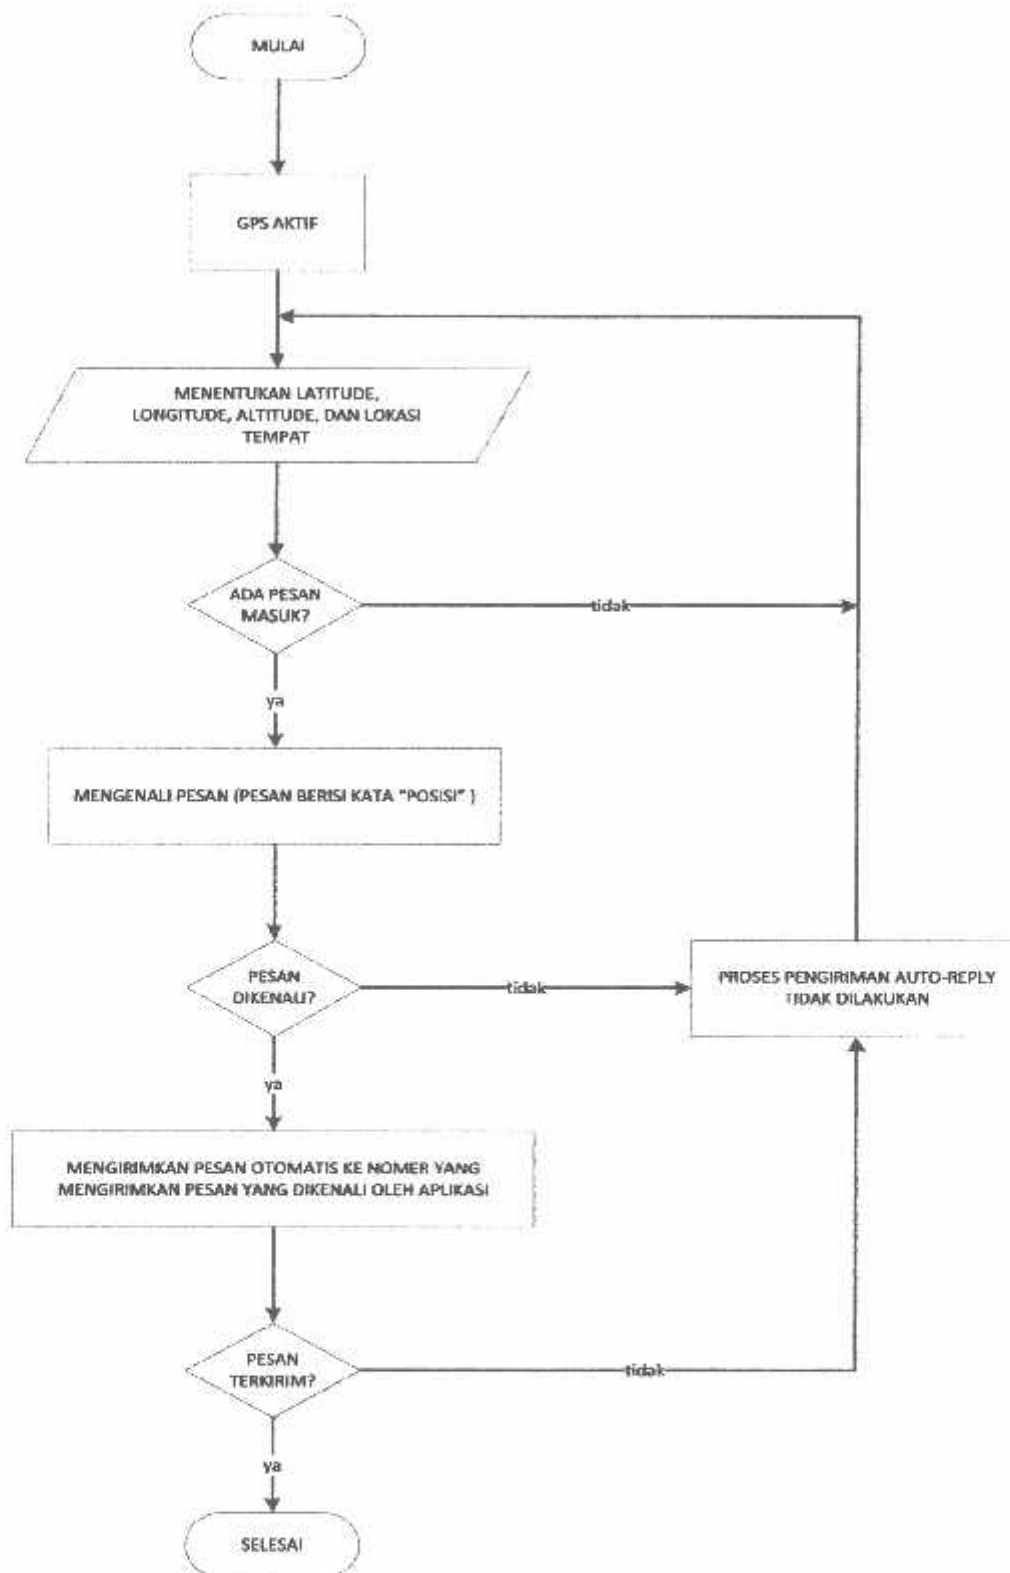 MULAI
GPS AKTIF
MENENTUKAN LATITUDE,
LONGITUDE, ALTITUDE, DAN LOKASI
TEMPAT
ADA PESAN
MASUK?
tidak
ya
MENGENALI PESAN (PESAN BERISI KATA "POSISI" )
PESAN
DIKENALI?
tidak
PROSES PENGIRIMAN AUTO-REPLY
TIDAK DILAKUKAN
ya
MENGIRIMKAN PESAN OTOMATIS KE NOMER YANG
MENGIRIMKAN PESAN YANG DIKENALI OLEH APLIKASI
PESAN
TERKIRIM?
tidak
ya
SELESAI